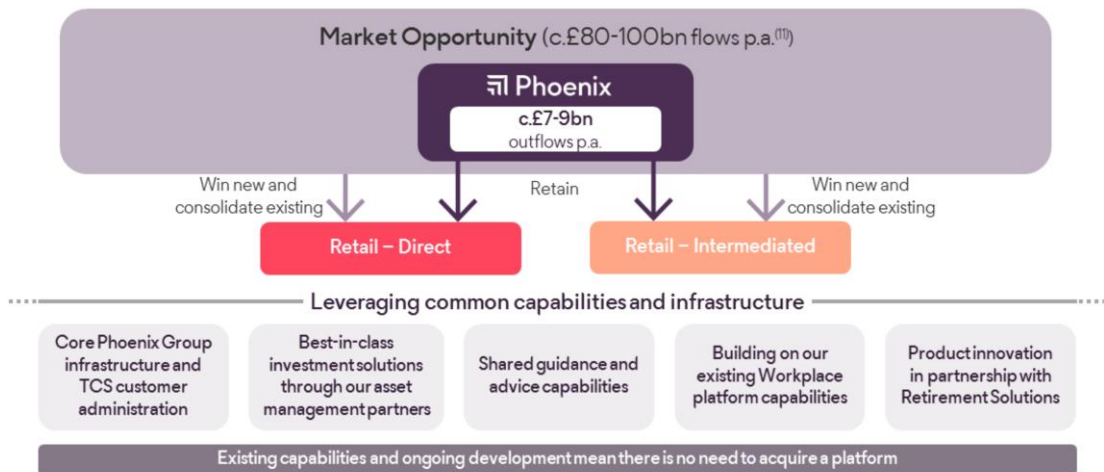 Market Opportunity (c.£80-100bn flows p.a.(11))
Phoenix
c.£7-9bn
outflows p.a.
Win new and
consolidate existing
Retain
Win new and
consolidate existing
Retail – Direct
Retail – Intermediated
Leveraging common capabilities and infrastructure
Core Phoenix Group
infrastructure and
TCS customer
administration
Best-in-class
investment solutions
through our asset
management partners
Shared guidance and
advice capabilities
Building on our
existing Workplace
platform capabilities
Product innovation
in partnership with
Retirement Solutions
Existing capabilities and ongoing development mean there is no need to acquire a platform